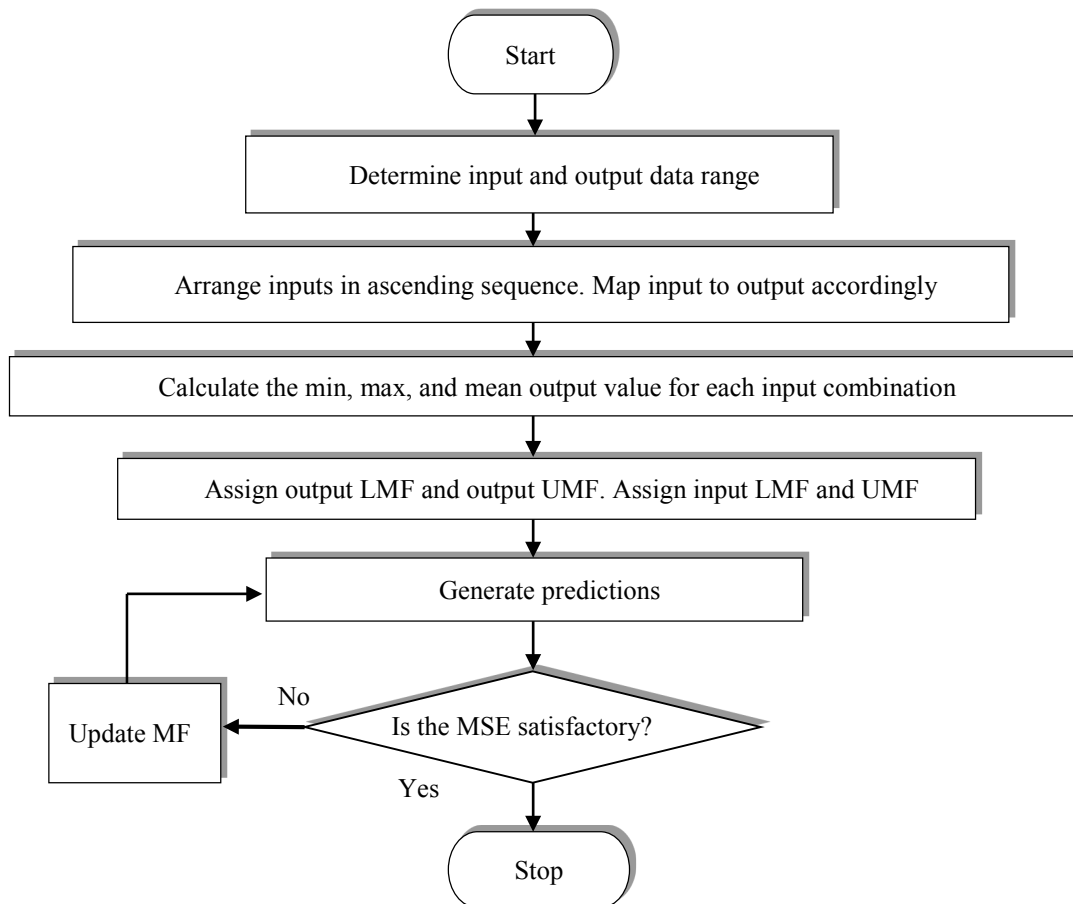 Start
Determine input and output data range
Arrange inputs in ascending sequence. Map input to output accordingly
Calculate the min, max, and mean output value for each input combination
Assign output LMF and output UMF. Assign input LMF and UMF
Generate predictions
No
Update MF
Is the MSE satisfactory?
Yes
Stop